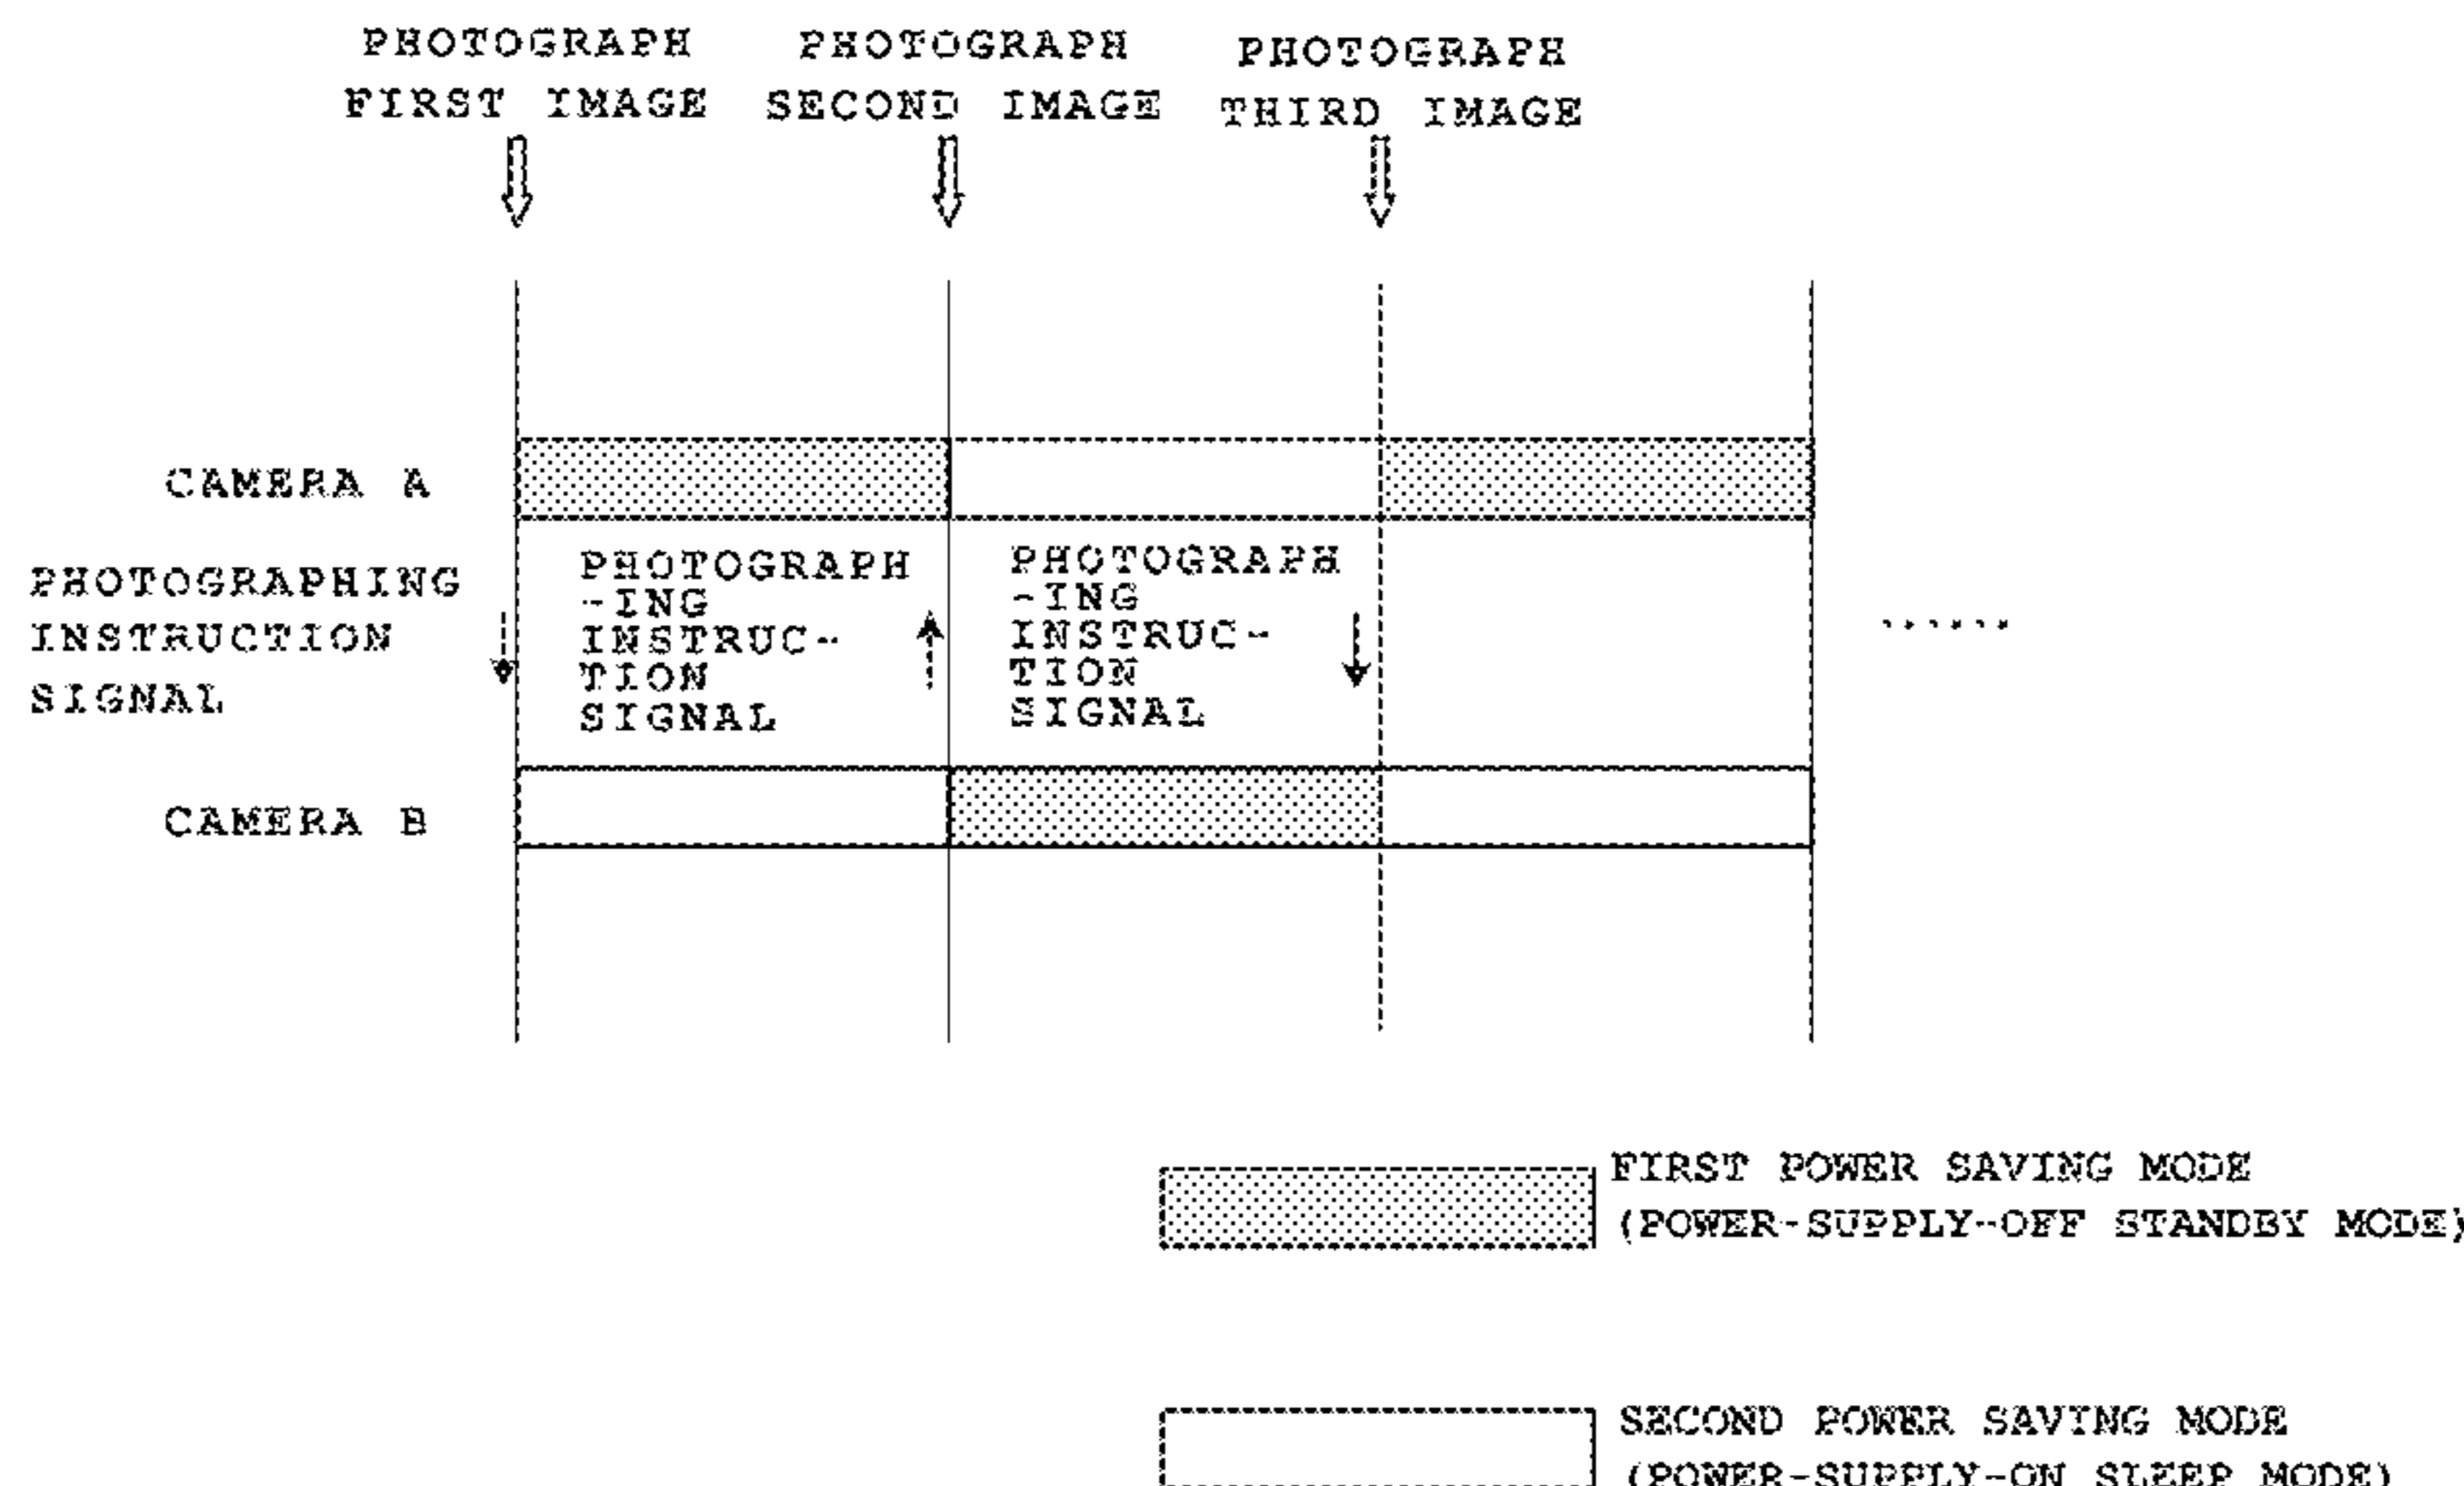 PHOTOGRAPH
FIRST IMAGE
PHOTOGRAPH
SECOND IMAGE
PHOTOGRAPH
THIRD IMAGE
CAMERA A
PHOTOGRAPHING
INSTRUCTION
SIGNAL
PHOTOGRAPH
-ING
INSTRUC-
TION
SIGNAL
PHOTOGRAPH
-ING
INSTRUC-
TION
SIGNAL
......
CAMERA B
FIRST POWER SAVING MODE
(POWER-SUPPLY-OFF STANDBY MODE)
SECOND POWER SAVING MODE
(POWER-SUPPLY-ON SLEEP MODE)